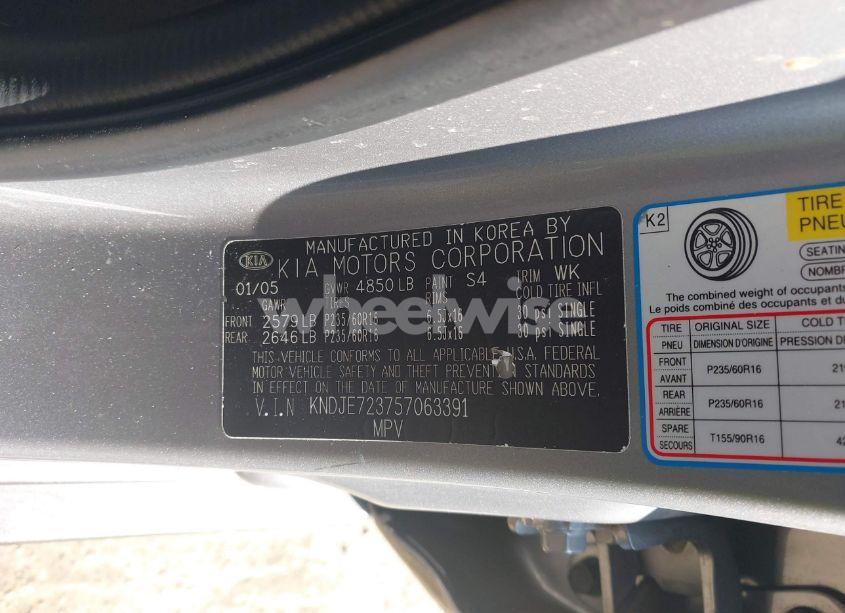 MANUFACTURED IN KOREA BY
KIA KIA MOTORS CORPORATION
01/05 GVWR 4850 LB PAINT S4 TRIM WK
GAWR TIRES RIMS COLD TIRE INFL
FRONT 2579 LB P235/60R16 6.5Jx16 30 psi SINGLE
REAR 2646 LB P235/60R16 6.5Jx16 30 psi SINGLE
THIS VEHICLE CONFORMS TO ALL APPLICABLE U.S.A. FEDERAL
MOTOR VEHICLE SAFETY AND THEFT PREVENTION STANDARDS
IN EFFECT ON THE DATE OF MANUFACTURE SHOWN ABOVE.
V.I.N KNDJE723757063391
MPV
wheelwise
K2
TIRE
PNEU
SEATING
NOMBR
The combined weight of occupants
Le poids combiné des occupants et du
TIRE ORIGINAL SIZE COLD T
PNEU DIMENSION D'ORIGINE PRESSION D
FRONT
AVANT P235/60R16 21
REAR
ARRIÈRE P235/60R16 21
SPARE
SECOURS T155/90R16 42